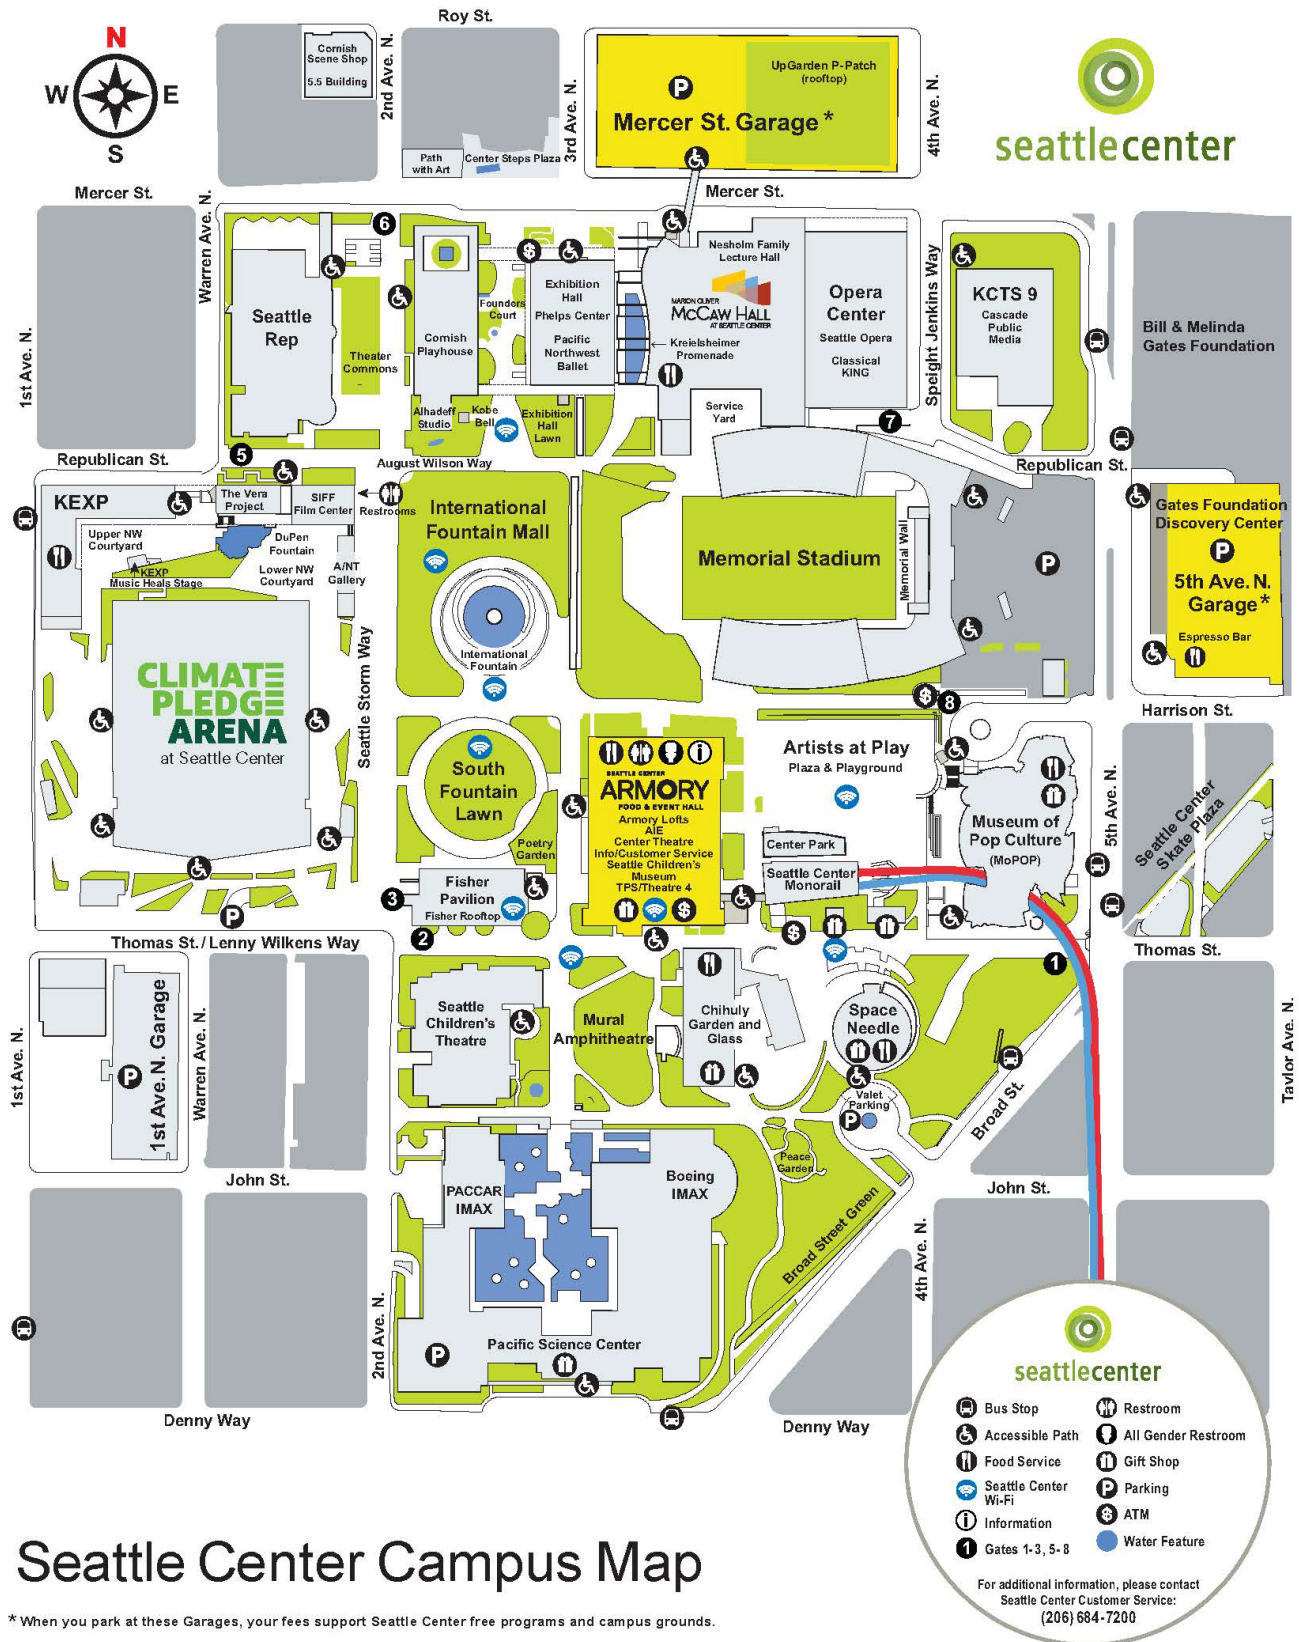 Roy St.
N
W
E
S
Cornish
Scene Shop
5.5 Building
2nd Ave. N.
Path
with Art
Center Steps Plaza
3rd Ave. N.
P
Mercer St. Garage *
UpGarden P-Patch
(rooftop)
4th Ave. N.
seattlecenter
Mercer St.
Mercer St.
Warren Ave. N.
1st Ave. N.
6
Seattle
Rep
Theater
Commons
Cornish
Playhouse
Alhadeff
Studio
Founders
Court
Kobe
Bell
$
Exhibition
Hall
Phelps Center
Pacific
Northwest
Ballet
Exhibition
Hall
Lawn
Nesholm Family
Lecture Hall
MARION OLIVER
McCAW HALL
AT SEATTLE CENTER
Kreielsheimer
Promenade
Service
Yard
Opera
Center
Seattle Opera
Classical
KING
7
Speight Jenkins Way
KCTS 9
Cascade
Public
Media
Bill & Melinda
Gates Foundation
Republican St.
5
August Wilson Way
Republican St.
KEXP
The Vera
Project
SIFF
Film Center
Restrooms
Upper NW
Courtyard
DuPen
Fountain
KEXP
Music Heals Stage
Lower NW
Courtyard
A/NT
Gallery
International
Fountain Mall
International
Fountain
Memorial Stadium
Memorial Wall
P
Gates Foundation
Discovery Center
P
5th Ave. N.
Garage *
Espresso Bar
CLIMATE
PLEDGE
ARENA
at Seattle Center
Seattle Storm Way
$
8
Harrison St.
South
Fountain
Lawn
Poetry
Garden
i
SEATTLE CENTER
ARMORY
FOOD & EVENT HALL
Armory Lofts
AIE
Center Theatre
Info/Customer Service
Seattle Children's
Museum
TPS/Theatre 4
$
Artists at Play
Plaza & Playground
Center Park
Seattle Center
Monorail
Museum of
Pop Culture
(MoPOP)
5th Ave. N.
Seattle Center
Skate Plaza
3
Fisher
Pavilion
Fisher Rooftop
P
2
$
Thomas St. / Lenny Wilkens Way
Thomas St.
1
1st Ave. N.
P
1st Ave. N. Garage
Warren Ave. N.
Seattle
Children's
Theatre
Mural
Amphitheatre
Chihuly
Garden and
Glass
Space
Needle
Valet
Parking
P
Broad St.
Taylor Ave. N.
Peace
Garden
John St.
John St.
PACCAR
IMAX
Boeing
IMAX
Broad Street Green
4th Ave. N.
2nd Ave. N.
P
Pacific Science Center
Denny Way
Denny Way
seattlecenter
Bus Stop
Accessible Path
Food Service
Seattle Center
Wi-Fi
i Information
1 Gates 1-3, 5-8
Restroom
All Gender Restroom
Gift Shop
P Parking
$ ATM
Water Feature
For additional information, please contact
Seattle Center Customer Service:
(206) 684-7200
Seattle Center Campus Map
* When you park at these Garages, your fees support Seattle Center free programs and campus grounds.